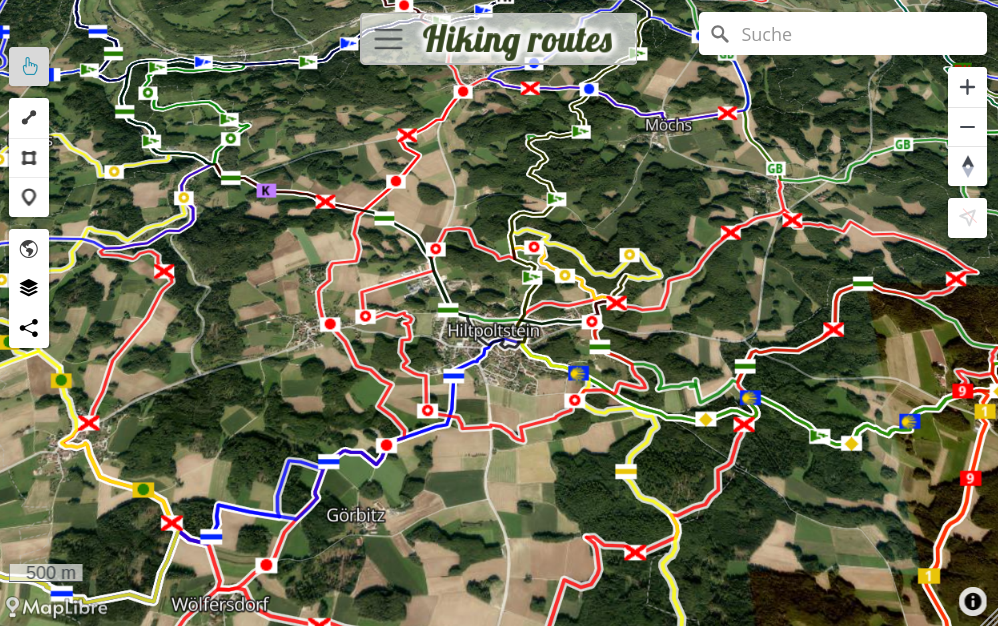 Hiking routes
Suche
Möchs
GB
GB
K
Hiltpoltstein
9
1
9
Görbitz
1
500 m
MapLibre
Wölfersdorf